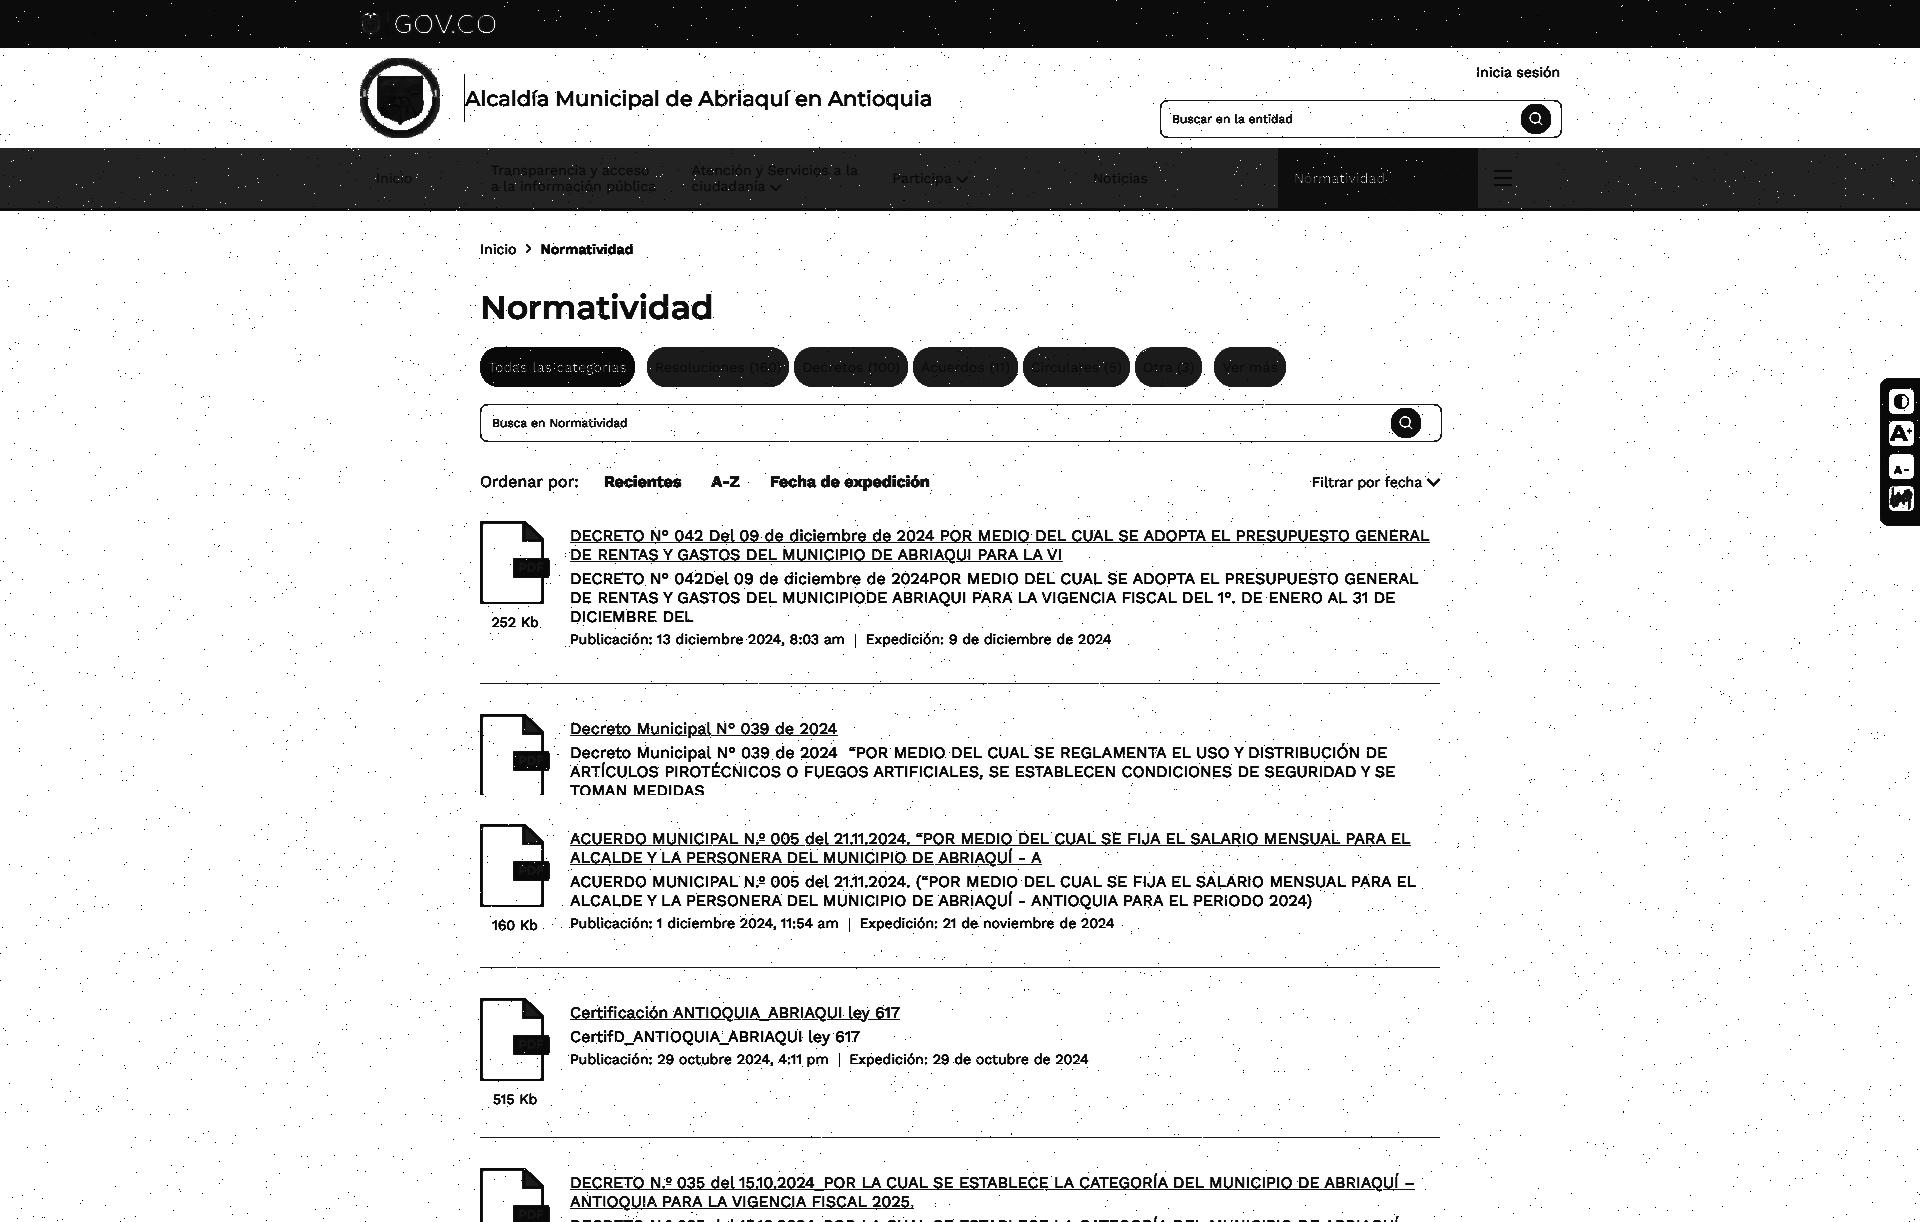 GOV.CO
Inicia sesión
Alcaldía Municipal de Abriaquí en Antioquia
Buscar en la entidad
Inicio
Transparencia y acceso
a la información pública
Atención y Servicios a la
ciudadanía
Participa
Noticias
Normatividad
Inicio > Normatividad
Normatividad
Todas las categorías
Resoluciones (160)
Decretos (100)
Acuerdos (11)
Circulares (5)
Otra (3)
Ver más
Busca en Normatividad
Ordenar por: Recientes A-Z Fecha de expedición
Filtrar por fecha
A+
A-
DECRETO N° 042 Del 09 de diciembre de 2024 POR MEDIO DEL CUAL SE ADOPTA EL PRESUPUESTO GENERAL
DE RENTAS Y GASTOS DEL MUNICIPIO DE ABRIAQUI PARA LA VI
PDF
DECRETO N° 042Del 09 de diciembre de 2024POR MEDIO DEL CUAL SE ADOPTA EL PRESUPUESTO GENERAL
DE RENTAS Y GASTOS DEL MUNICIPIODE ABRIAQUI PARA LA VIGENCIA FISCAL DEL 1º. DE ENERO AL 31 DE
DICIEMBRE DEL
252 Kb
Publicación: 13 diciembre 2024, 8:03 am | Expedición: 9 de diciembre de 2024
Decreto Municipal N° 039 de 2024
PDF
Decreto Municipal N° 039 de 2024 “POR MEDIO DEL CUAL SE REGLAMENTA EL USO Y DISTRIBUCIÓN DE
ARTÍCULOS PIROTÉCNICOS O FUEGOS ARTIFICIALES, SE ESTABLECEN CONDICIONES DE SEGURIDAD Y SE
TOMAN MEDIDAS
ACUERDO MUNICIPAL N.º 005 del 21.11.2024. “POR MEDIO DEL CUAL SE FIJA EL SALARIO MENSUAL PARA EL
ALCALDE Y LA PERSONERA DEL MUNICIPIO DE ABRIAQUÍ - A
PDF
ACUERDO MUNICIPAL N.º 005 del 21.11.2024. (“POR MEDIO DEL CUAL SE FIJA EL SALARIO MENSUAL PARA EL
ALCALDE Y LA PERSONERA DEL MUNICIPIO DE ABRIAQUÍ - ANTIOQUIA PARA EL PERIODO 2024)
160 Kb
Publicación: 1 diciembre 2024, 11:54 am | Expedición: 21 de noviembre de 2024
Certificación ANTIOQUIA_ABRIAQUI ley 617
CertifD_ANTIOQUIA_ABRIAQUI ley 617
PDF
Publicación: 29 octubre 2024, 4:11 pm | Expedición: 29 de octubre de 2024
515 Kb
DECRETO N.º 035 del 15.10.2024_POR LA CUAL SE ESTABLECE LA CATEGORÍA DEL MUNICIPIO DE ABRIAQUÍ –
ANTIOQUIA PARA LA VIGENCIA FISCAL 2025.
PDF